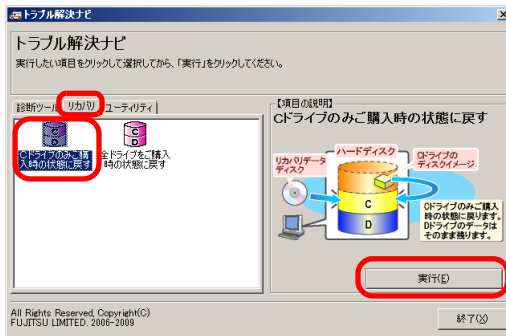 トラブル解決ナビ
トラブル解決ナビ
実行したい項目をクリックして選択してから、「実行」をクリックしてください。
診断ツール
リカバリ
ユーティリティ
Cドライブのみご購
入時の状態に戻す
全ドライブをご購入
時の状態に戻す
【項目の説明】
Cドライブのみご購入時の状態に戻す
リカバリデータ
ディスク
ハードディスク
Cドライブの
ディスクイメージ
C
D
Cドライブのみご購入
時の状態に戻ります。
Dドライブのデータは
そのまま残ります。
実行(E)
All Rights Reserved, Copyright(C)
FUJITSU LIMITED. 2006-2009
終了(X)